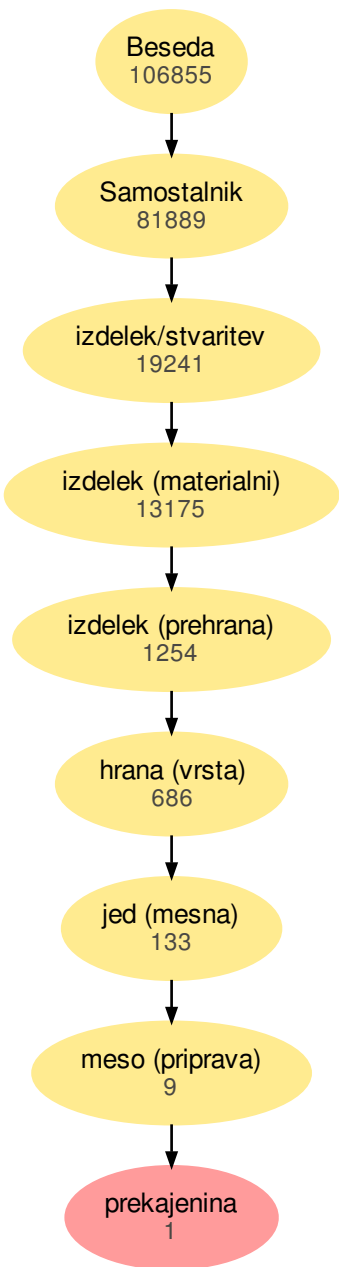 Beseda
106855
Samostalnik
81889
izdelek/stvaritev
19241
izdelek (materialni)
13175
izdelek (prehrana)
1254
hrana (vrsta)
686
jed (mesna)
133
meso (priprava)
9
prekajenina
1